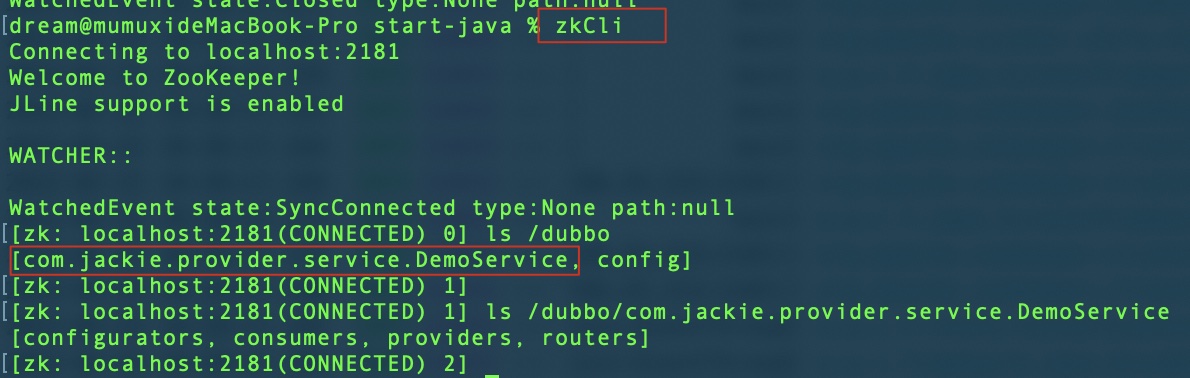 WatchedEvent state:Closed type:None path:null
[dream@mumuxideMacBook-Pro start-java % zkCli
Connecting to localhost:2181
Welcome to ZooKeeper!
JLine support is enabled
WATCHER::
WatchedEvent state:SyncConnected type:None path:null
[[zk: localhost:2181(CONNECTED) 0] ls /dubbo
[com.jackie.provider.service.DemoService, config]
[[zk: localhost:2181(CONNECTED) 1]
[[zk: localhost:2181(CONNECTED) 1] ls /dubbo/com.jackie.provider.service.DemoService
[configurators, consumers, providers, routers]
[[zk: localhost:2181(CONNECTED) 2]